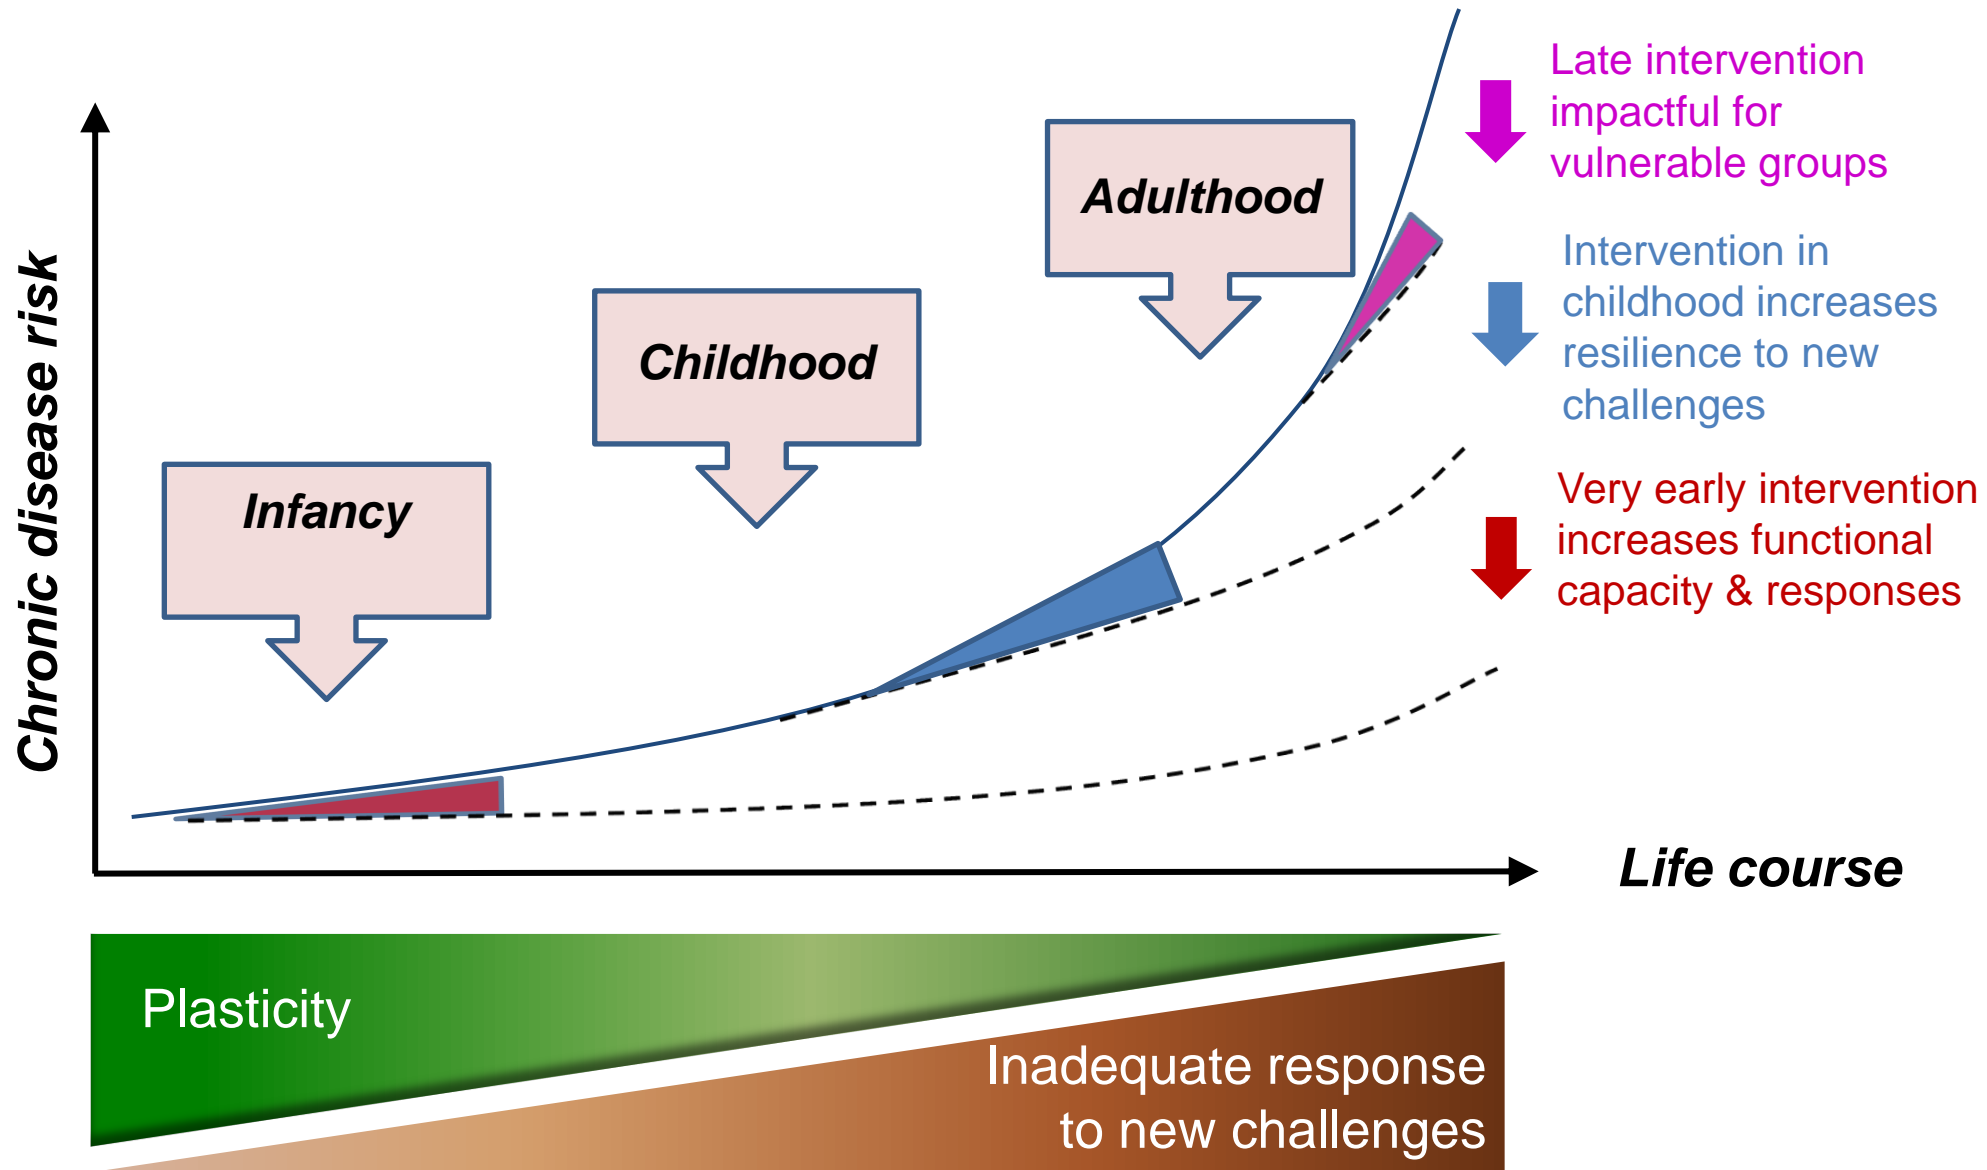 Late intervention
impactful for
vulnerable groups
Adulthood
Intervention in
childhood increases
resilience to new
challenges
Childhood
Chronic disease risk
Infancy
Very early intervention
increases functional
capacity & responses
Life course
Plasticity
Inadequate response
to new challenges